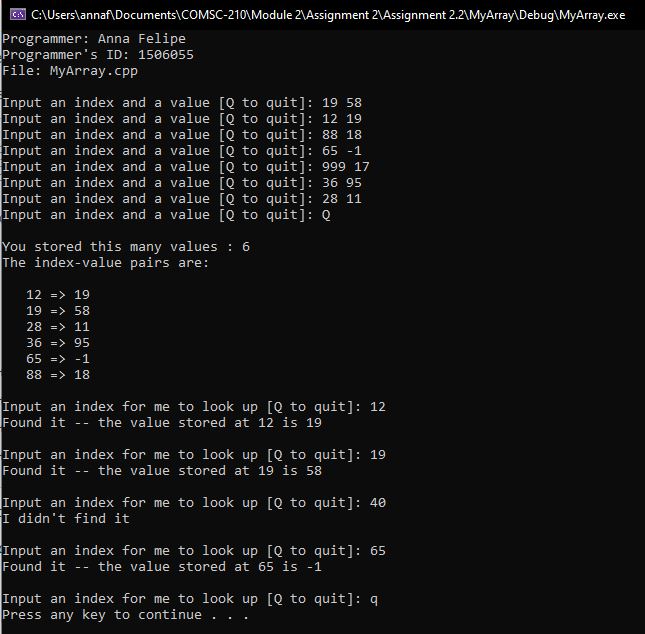 C:\Users\annaf\Documents\COMSC-210\Module 2\Assignment 2\Assignment 2.2\MyArray\Debug\MyArray.exe
Programmer: Anna Felipe
Programmer's ID: 1506055
File: MyArray.cpp
Input an index and a value [Q to quit]: 19 58
Input an index and a value [Q to quit]: 12 19
Input an index and a value [Q to quit]: 88 18
Input an index and a value [Q to quit]: 65 -1
Input an index and a value [Q to quit]: 999 17
Input an index and a value [Q to quit]: 36 95
Input an index and a value [Q to quit]: 28 11
Input an index and a value [Q to quit]: Q
You stored this many values : 6
The index-value pairs are:
12 => 19
19 => 58
28 => 11
36 => 95
65 => -1
88 => 18
Input an index for me to look up [Q to quit]: 12
Found it -- the value stored at 12 is 19
Input an index for me to look up [Q to quit]: 19
Found it -- the value stored at 19 is 58
Input an index for me to look up [Q to quit]: 40
I didn't find it
Input an index for me to look up [Q to quit]: 65
Found it -- the value stored at 65 is -1
Input an index for me to look up [Q to quit]: q
Press any key to continue . . .